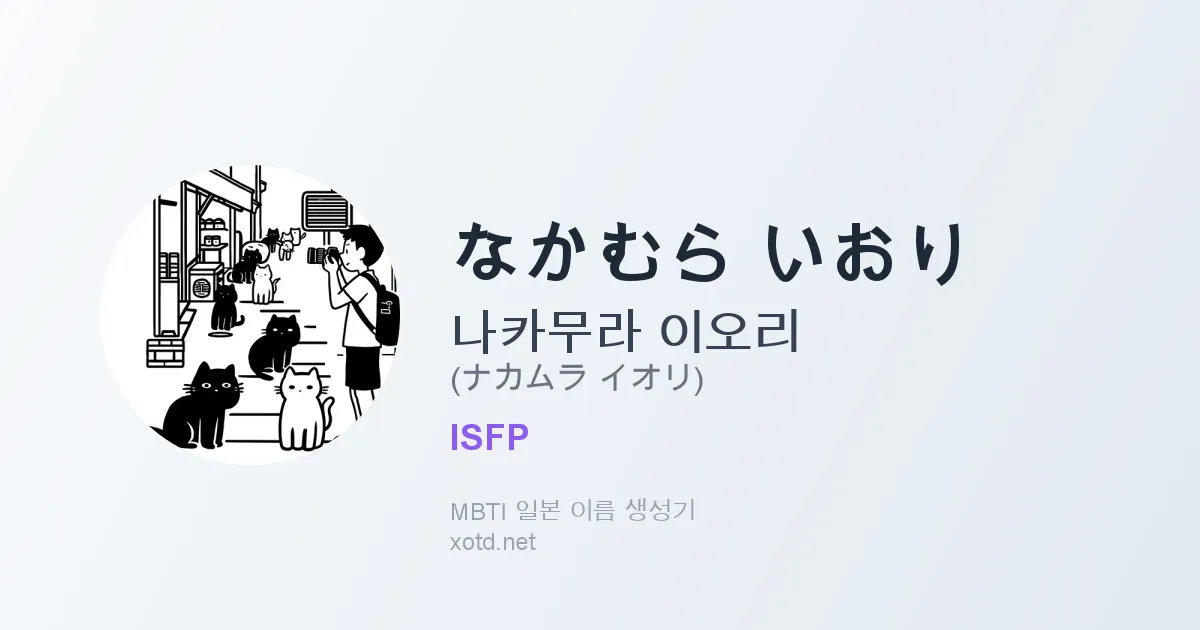 なかむら いおり
나카무라 이오리
(ナカムラ イオリ)
ISFP
MBTI 일본 이름 생성기
xotd.net